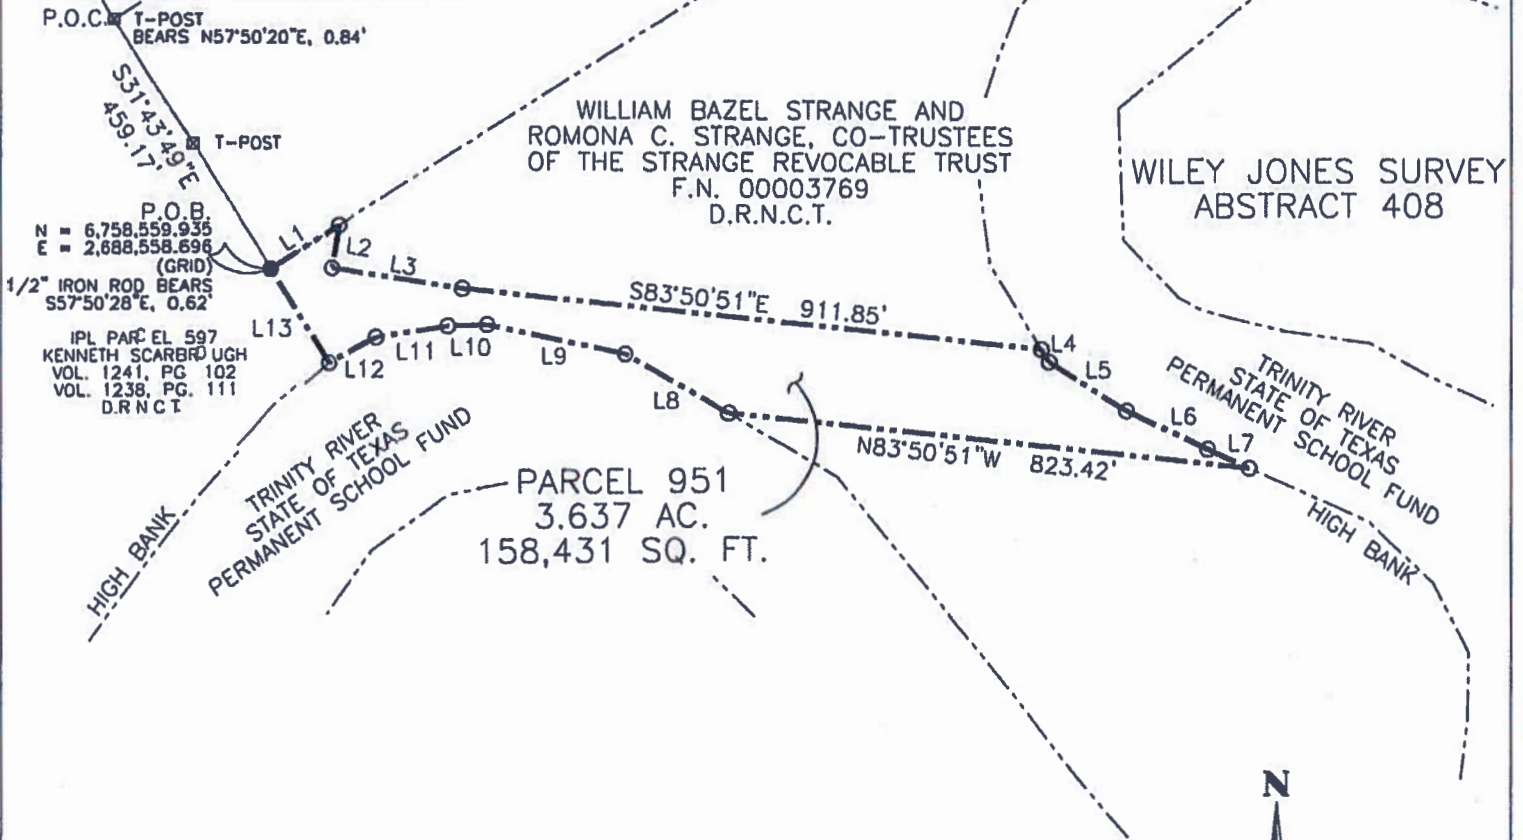 P.O.C.
T-POST
BEARS N57°50'20"E, 0.84'
S31°43'49"E
459.17'
T-POST
P.O.B.
N = 6,758,559.935
E = 2,688,558.696
(GRID)
1/2" IRON ROD BEARS
S57°50'28"E, 0.62'
IPL PARCEL 597
KENNETH SCARBROUGH
VOL. 1241, PG 102
VOL. 1238, PG. 111
D.R.N.C.T.
WILLIAM BAZEL STRANGE AND
ROMONA C. STRANGE, CO-TRUSTEES
OF THE STRANGE REVOCABLE TRUST
F.N. 00003769
D.R.N.C.T.
WILEY JONES SURVEY
ABSTRACT 408
L1
L2
L3
S83°50'51"E 911.85'
L4
L5
L6
L7
L8
L9
L10
L11
L12
L13
N83°50'51"W 823.42'
TRINITY RIVER
STATE OF TEXAS
PERMANENT SCHOOL FUND
HIGH BANK
TRINITY RIVER
STATE OF TEXAS
PERMANENT SCHOOL FUND
HIGH BANK
PARCEL 951
3.637 AC.
158,431 SQ. FT.
N